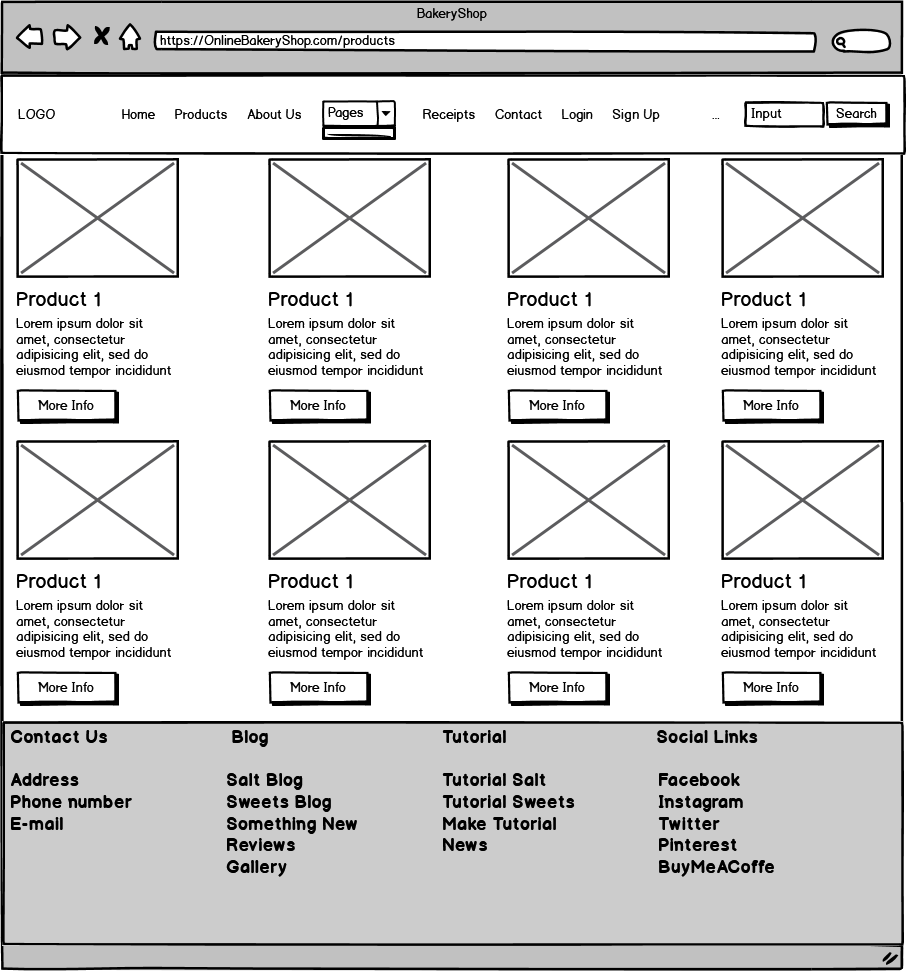 BakeryShop
https://OnlineBakeryShop.com/products
LOGO Home Products About Us Pages Receipts Contact Login Sign Up ... Input Search
Product 1
Lorem ipsum dolor sit
amet, consectetur
adipisicing elit, sed do
eiusmod tempor incididunt
More Info
Product 1
Lorem ipsum dolor sit
amet, consectetur
adipisicing elit, sed do
eiusmod tempor incididunt
More Info
Product 1
Lorem ipsum dolor sit
amet, consectetur
adipisicing elit, sed do
eiusmod tempor incididunt
More Info
Product 1
Lorem ipsum dolor sit
amet, consectetur
adipisicing elit, sed do
eiusmod tempor incididunt
More Info
Product 1
Lorem ipsum dolor sit
amet, consectetur
adipisicing elit, sed do
eiusmod tempor incididunt
More Info
Product 1
Lorem ipsum dolor sit
amet, consectetur
adipisicing elit, sed do
eiusmod tempor incididunt
More Info
Product 1
Lorem ipsum dolor sit
amet, consectetur
adipisicing elit, sed do
eiusmod tempor incididunt
More Info
Product 1
Lorem ipsum dolor sit
amet, consectetur
adipisicing elit, sed do
eiusmod tempor incididunt
More Info
Contact Us
Address
Phone number
E-mail
Blog
Salt Blog
Sweets Blog
Something New
Reviews
Gallery
Tutorial
Tutorial Salt
Tutorial Sweets
Make Tutorial
News
Social Links
Facebook
Instagram
Twitter
Pinterest
BuyMeACoffe